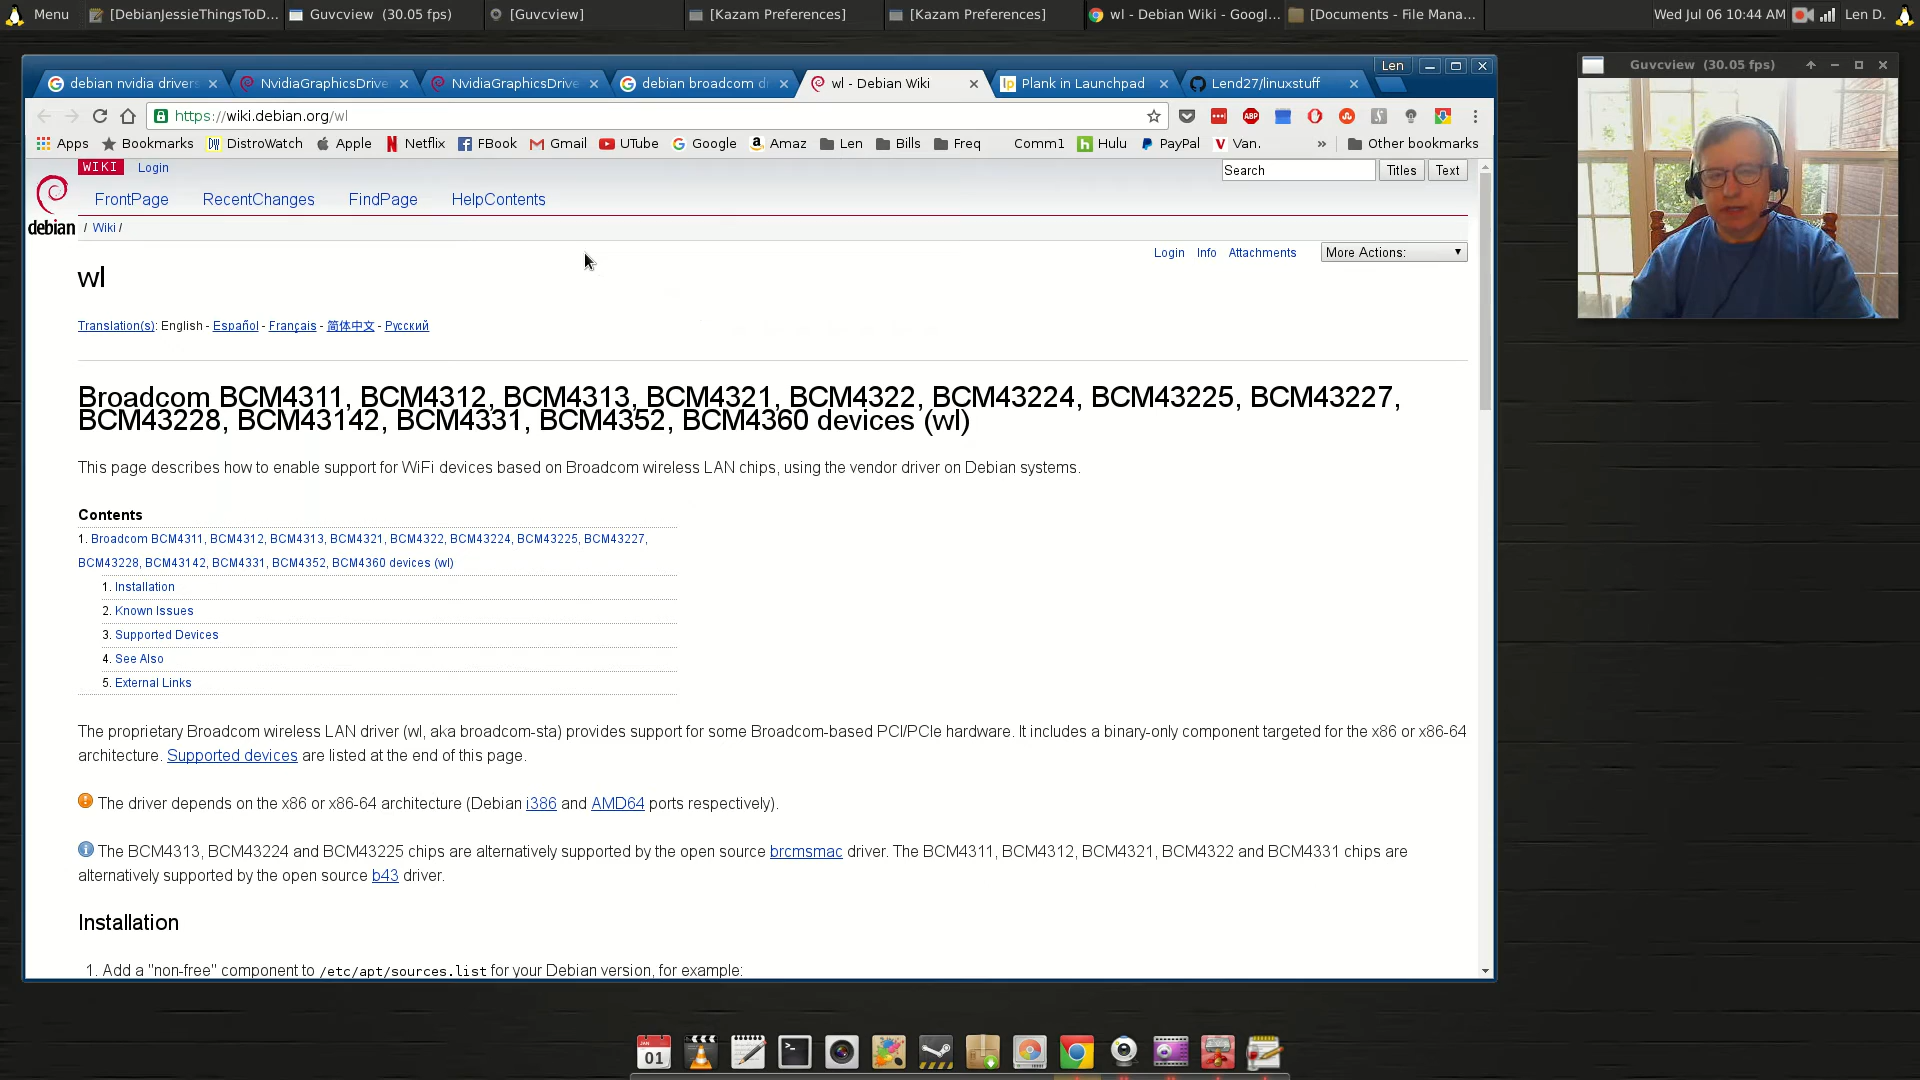 Menu
[DebianJessieThingsToD...
Guvcview (30.05 fps)
[Guvcview]
[Kazam Preferences]
[Kazam Preferences]
wl - Debian Wiki - Googl...
[Documents - File Mana...
Wed Jul 06 10:44 AM
Len D.
debian nvidia drivers
NvidiaGraphicsDrive
NvidiaGraphicsDrive
debian broadcom d
wl - Debian Wiki
Plank in Launchpad
Lend27/linuxstuff
Len
Guvcview (30.05 fps)
https://wiki.debian.org/wl
Apps
Bookmarks
DistroWatch
Apple
Netflix
FBook
Gmail
UTube
Google
Amaz
Len
Bills
Freq
Comm1
Hulu
PayPal
Van.
»
Other bookmarks
WIKI
Login
Search
Titles
Text
FrontPage
RecentChanges
FindPage
HelpContents
debian
/ Wiki /
Login
Info
Attachments
More Actions:
wl
Translation(s): English - Español - Français - 简体中文 - Русский
Broadcom BCM4311, BCM4312, BCM4313, BCM4321, BCM4322, BCM43224, BCM43225, BCM43227,
BCM43228, BCM43142, BCM4331, BCM4352, BCM4360 devices (wl)
This page describes how to enable support for WiFi devices based on Broadcom wireless LAN chips, using the vendor driver on Debian systems.
Contents
1. Broadcom BCM4311, BCM4312, BCM4313, BCM4321, BCM4322, BCM43224, BCM43225, BCM43227,
BCM43228, BCM43142, BCM4331, BCM4352, BCM4360 devices (wl)
1. Installation
2. Known Issues
3. Supported Devices
4. See Also
5. External Links
The proprietary Broadcom wireless LAN driver (wl, aka broadcom-sta) provides support for some Broadcom-based PCI/PCIe hardware. It includes a binary-only component targeted for the x86 or x86-64
architecture. Supported devices are listed at the end of this page.
The driver depends on the x86 or x86-64 architecture (Debian i386 and AMD64 ports respectively).
The BCM4313, BCM43224 and BCM43225 chips are alternatively supported by the open source brcmsmac driver. The BCM4311, BCM4312, BCM4321, BCM4322 and BCM4331 chips are
alternatively supported by the open source b43 driver.
Installation
1. Add a "non-free" component to /etc/apt/sources.list for your Debian version, for example:
JAN
01